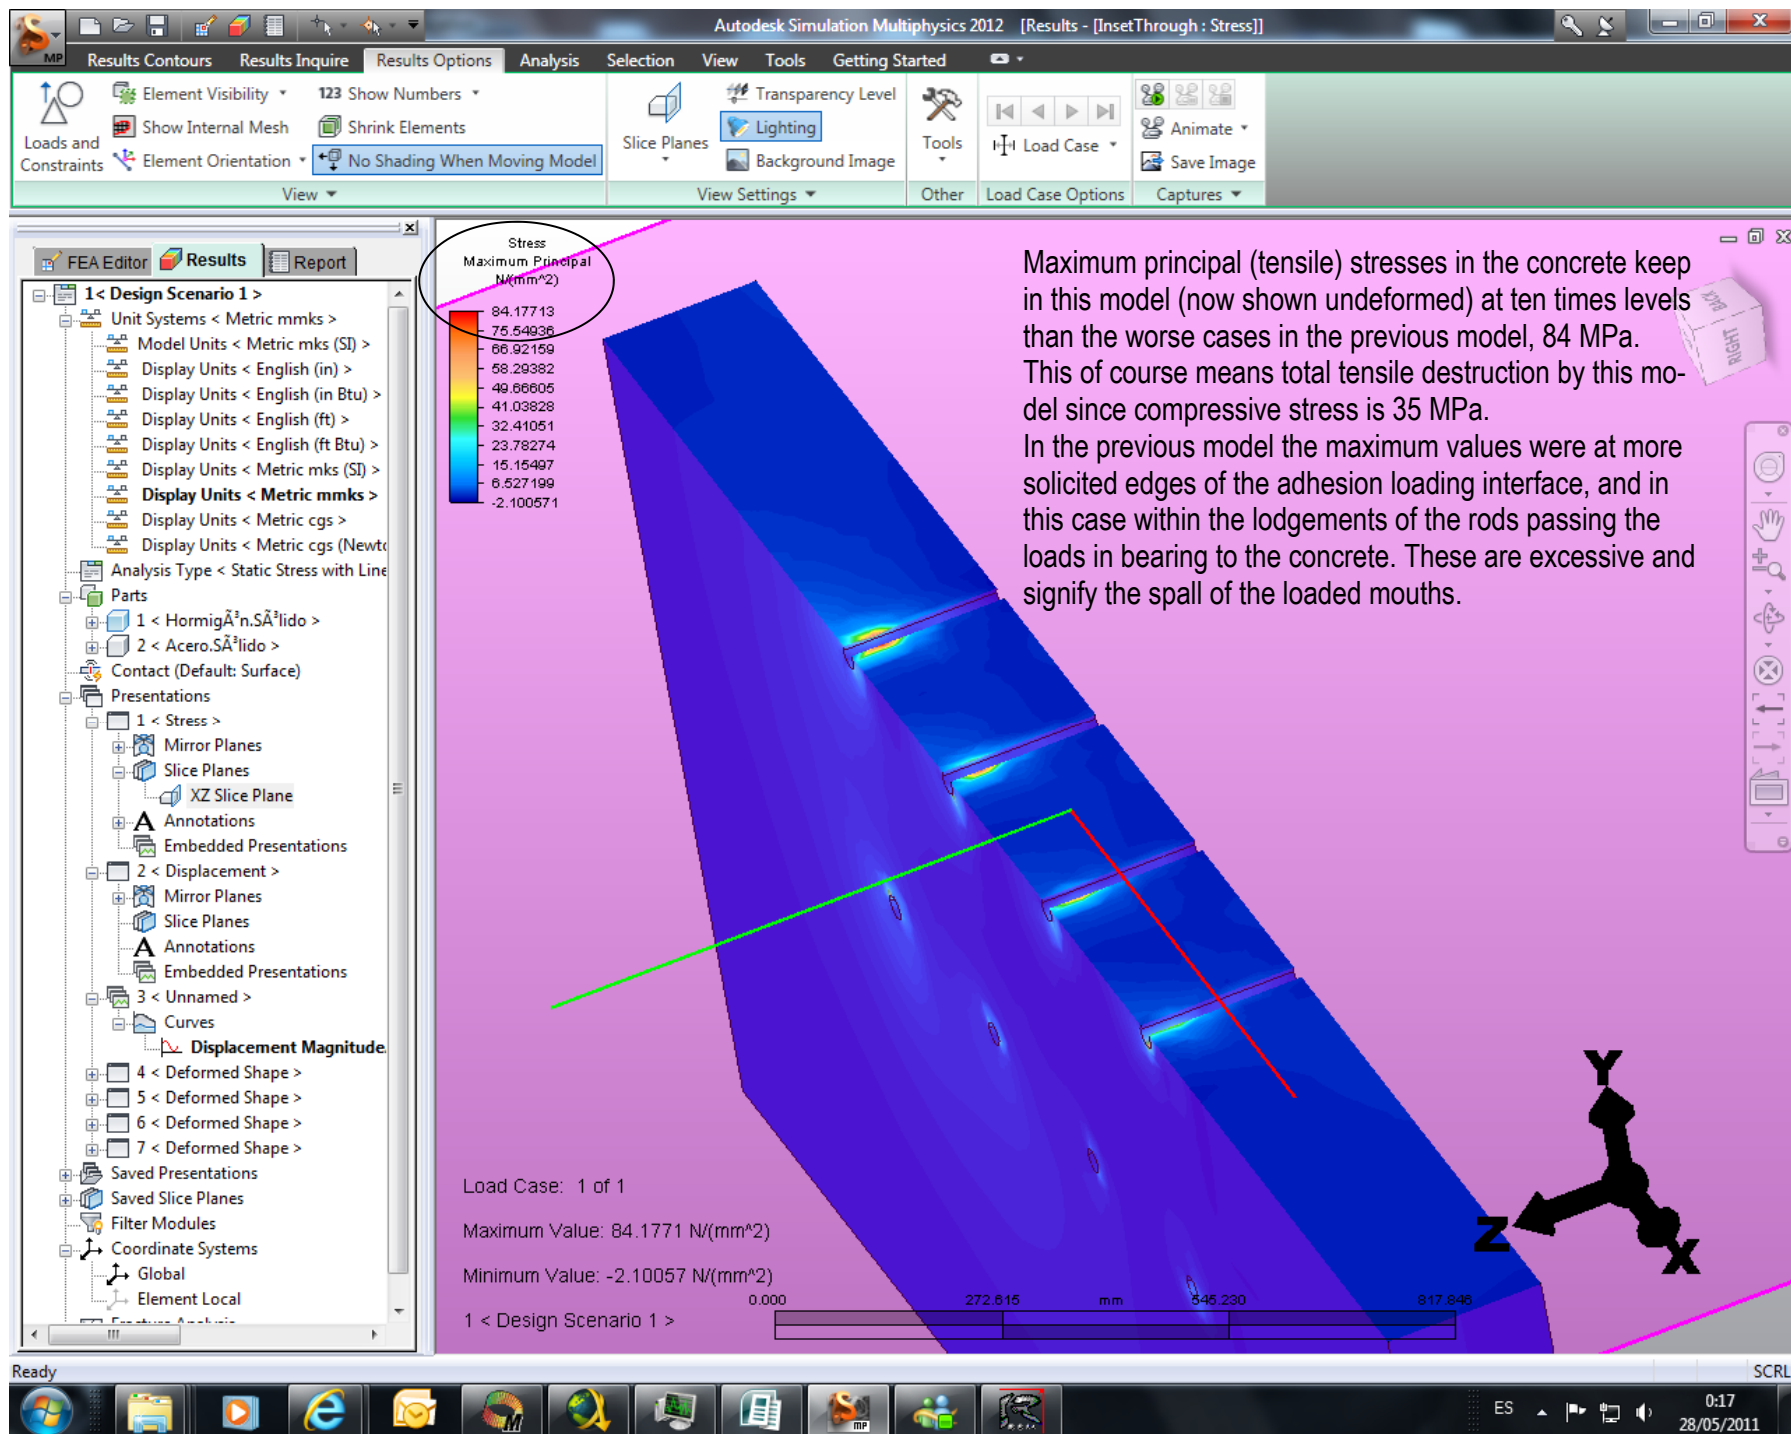 Autodesk Simulation Multiphysics 2012 [Results - [InsetThrough : Stress]]
MP
Results Contours Results Inquire Results Options Analysis Selection View Tools Getting Started
Loads and Constraints
Element Visibility
Show Internal Mesh
Element Orientation
123 Show Numbers
Shrink Elements
No Shading When Moving Model
View
Slice Planes
Transparency Level
Lighting
Background Image
View Settings
Tools
Other
Load Case
Load Case Options
Animate
Save Image
Captures
FEA Editor Results Report
1< Design Scenario 1 >
Unit Systems < Metric mmks >
Model Units < Metric mks (SI) >
Display Units < English (in) >
Display Units < English (in Btu) >
Display Units < English (ft) >
Display Units < English (ft Btu) >
Display Units < Metric mks (SI) >
Display Units < Metric mmks >
Display Units < Metric cgs >
Display Units < Metric cgs (Newto
Analysis Type < Static Stress with Line
Parts
1 < HormigÃ³n.SÃ³lido >
2 < Acero.SÃ³lido >
Contact (Default: Surface)
Presentations
1 < Stress >
Mirror Planes
Slice Planes
XZ Slice Plane
Annotations
Embedded Presentations
2 < Displacement >
Mirror Planes
Slice Planes
Annotations
Embedded Presentations
3 < Unnamed >
Curves
Displacement Magnitude
4 < Deformed Shape >
5 < Deformed Shape >
6 < Deformed Shape >
7 < Deformed Shape >
Saved Presentations
Saved Slice Planes
Filter Modules
Coordinate Systems
Global
Element Local
Stress
Maximum Principal
N/(mm^2)
84.17713
75.54936
66.92159
58.29382
49.66605
41.03828
32.41051
23.78274
15.15497
6.527199
-2.100571
Maximum principal (tensile) stresses in the concrete keep
in this model (now shown undeformed) at ten times levels
than the worse cases in the previous model, 84 MPa.
This of course means total tensile destruction by this mo-
del since compressive stress is 35 MPa.
In the previous model the maximum values were at more
solicited edges of the adhesion loading interface, and in
this case within the lodgements of the rods passing the
loads in bearing to the concrete. These are excessive and
signify the spall of the loaded mouths.
BACK
RIGHT
Y
Z
X
Load Case: 1 of 1
Maximum Value: 84.1771 N/(mm^2)
Minimum Value: -2.10057 N/(mm^2)
1 < Design Scenario 1 >
0.000 272.615 mm 545.230 817.846
Ready
SCRL
MP
ES
0:17
28/05/2011